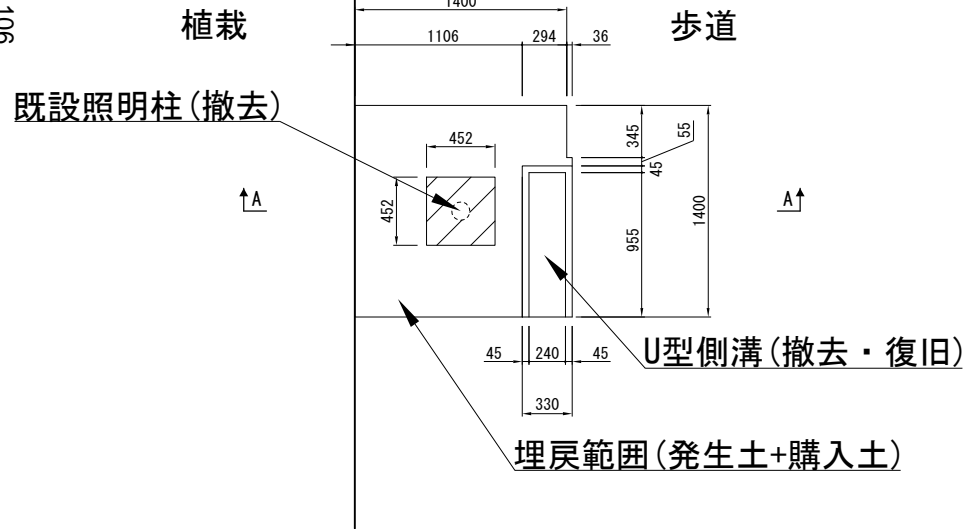 1400
106
植栽
歩道
1106
294
36
既設照明柱(撤去)
452
345
55
45
452
A
A
1400
955
45
240
45
U型側溝(撤去・復旧)
330
埋戻範囲(発生土+購入土)